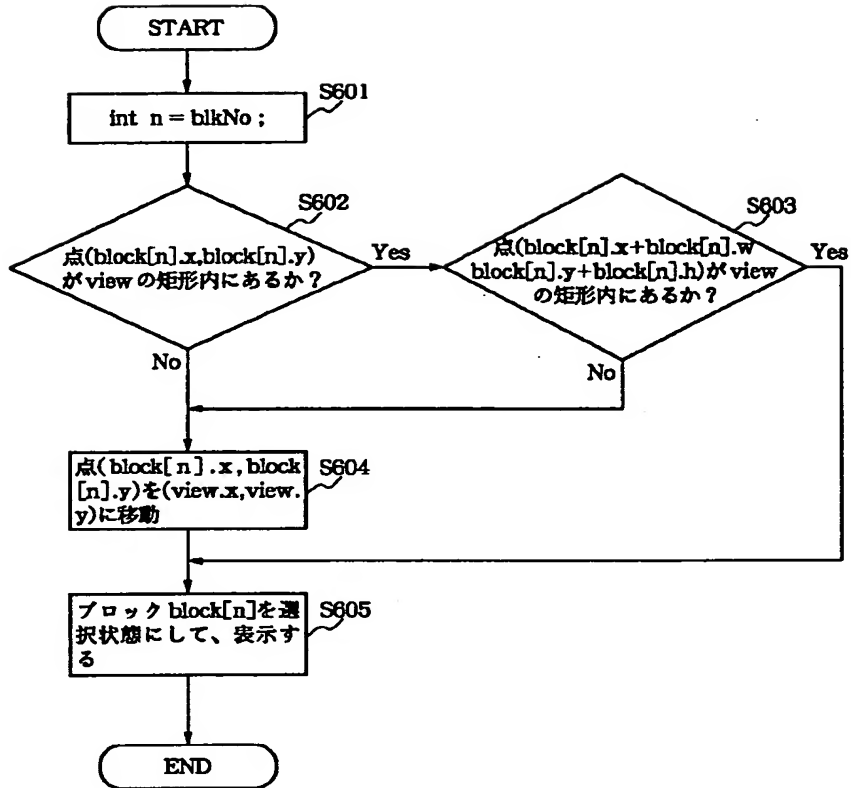 START
S601
int n = blkNo ;
S602
点(block[n].x,block[n].y)
がviewの矩形内にあるか？
Yes
No
S603
点(block[n].x+block[n].w
block[n].y+block[n].h)がview
の矩形内にあるか？
Yes
No
S604
点(block[n].x,block
[n].y)を(view.x,view.
y)に移動
S605
ブロックblock[n]を選
択状態にして、表示す
る
END